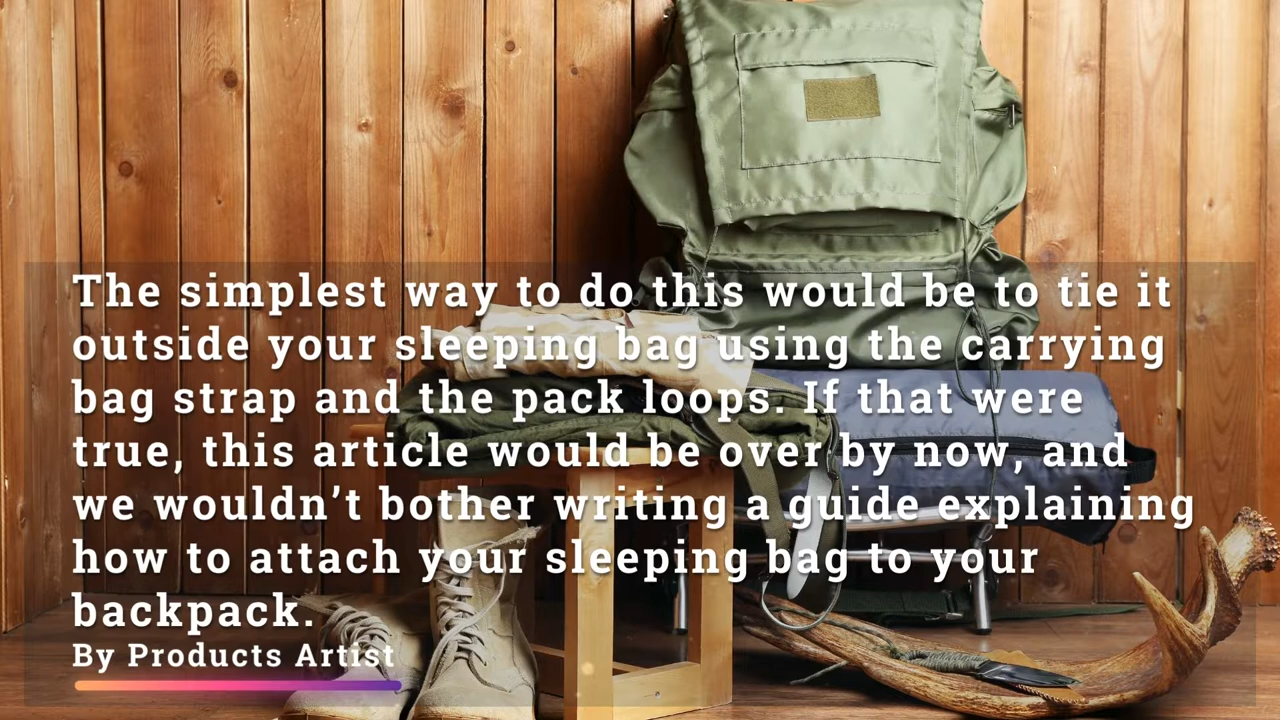 The simplest way to do this would be to tie it
outside your sleeping bag using the carrying
bag strap and the pack loops. If that were
true, this article would be over by now, and
we wouldn’t bother writing a guide explaining
how to attach your sleeping bag to your
backpack.
By Products Artist